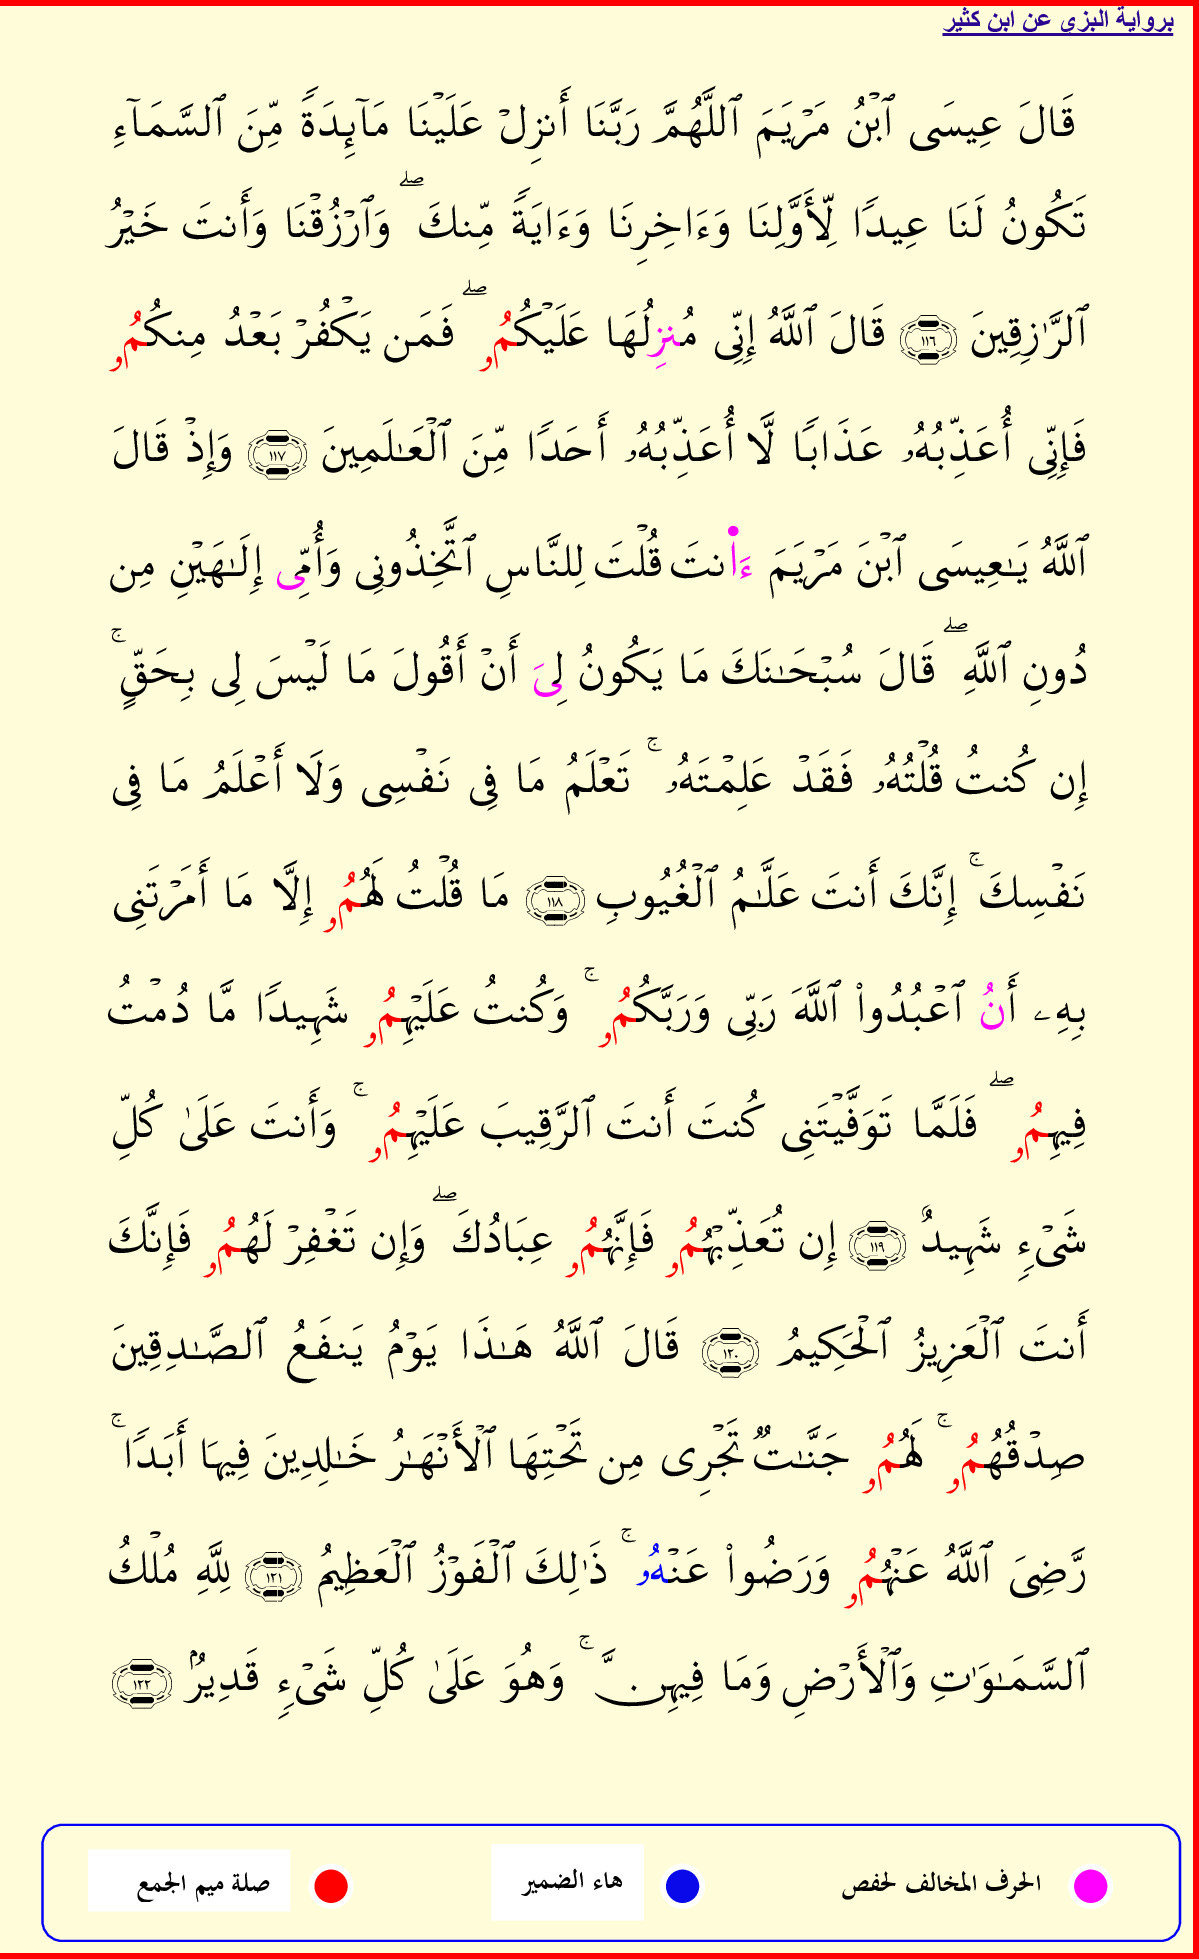 برواية البزى عن ابن كثير
قَالَ عِيسَى ٱبْنُ مَرْيَمَ ٱللَّهُمَّ رَبَّنَا أَنزِلْ عَلَيْنَا مَآئِدَةً مِّنَ ٱلسَّمَآءِ
تَكُونُ لَنَا عِيدًا لِّأَوَّلِنَا وَءَاخِرِنَا وَءَايَةً مِّنكَ ۖ وَٱرْزُقْنَا وَأَنتَ خَيْرُ
ٱلرَّٰزِقِينَ ١١٦ قَالَ ٱللَّهُ إِنِّى مُنزِلُهَا عَلَيْكُمُۥ ۖ فَمَن يَكْفُرْ بَعْدُ مِنكُمُۥ
فَإِنِّى أُعَذِّبُهُۥ عَذَابًا لَّا أُعَذِّبُهُۥ أَحَدًا مِّنَ ٱلْعَـٰلَمِينَ ١١٧ وَإِذْ قَالَ
ٱللَّهُ يَـٰعِيسَى ٱبْنَ مَرْيَمَ ءَا۬نتَ قُلْتَ لِلنَّاسِ ٱتَّخِذُونِى وَأُمِّى إِلَـٰهَيْنِ مِن
دُونِ ٱللَّهِ ۖ قَالَ سُبْحَـٰنَكَ مَا يَكُونُ لِىَ أَنْ أَقُولَ مَا لَيْسَ لِى بِحَقٍّ ۚ
إِن كُنتُ قُلْتُهُۥ فَقَدْ عَلِمْتَهُۥ ۚ تَعْلَمُ مَا فِى نَفْسِى وَلَا أَعْلَمُ مَا فِى
نَفْسِكَ ۚ إِنَّكَ أَنتَ عَلَّـٰمُ ٱلْغُيُوبِ ١١٨ مَا قُلْتُ لَهُمُۥ إِلَّا مَا أَمَرْتَنِى
بِهِۦ أَنُ ٱعْبُدُوا۟ ٱللَّهَ رَبِّى وَرَبَّكُمُۥ ۚ وَكُنتُ عَلَيْهِمُۥ شَهِيدًا مَّا دُمْتُ
فِيهِمُۥ ۖ فَلَمَّا تَوَفَّيْتَنِى كُنتَ أَنتَ ٱلرَّقِيبَ عَلَيْهِمُۥ ۚ وَأَنتَ عَلَىٰ كُلِّ
شَىْءٍ شَهِيدٌ ١١٩ إِن تُعَذِّبْهُمُۥ فَإِنَّهُمُۥ عِبَادُكَ ۖ وَإِن تَغْفِرْ لَهُمُۥ فَإِنَّكَ
أَنتَ ٱلْعَزِيزُ ٱلْحَكِيمُ ١٢٠ قَالَ ٱللَّهُ هَـٰذَا يَوْمُ يَنفَعُ ٱلصَّـٰدِقِينَ
صِدْقُهُمُۥ ۚ لَهُمُۥ جَنَّـٰتٌ تَجْرِى مِن تَحْتِهَا ٱلْأَنْهَـٰرُ خَـٰلِدِينَ فِيهَا أَبَدًا ۚ
رَّضِىَ ٱللَّهُ عَنْهُمُۥ وَرَضُوا۟ عَنْهُۥ ۚ ذَٰلِكَ ٱلْفَوْزُ ٱلْعَظِيمُ ١٢١ لِلَّهِ مُلْكُ
ٱلسَّمَـٰوَٰتِ وَٱلْأَرْضِ وَمَا فِيهِنَّ ۚ وَهُوَ عَلَىٰ كُلِّ شَىْءٍ قَدِيرٌۢ ١٢٢
الحرف المخالف لحفص هاء الضمير صلة ميم الجمع